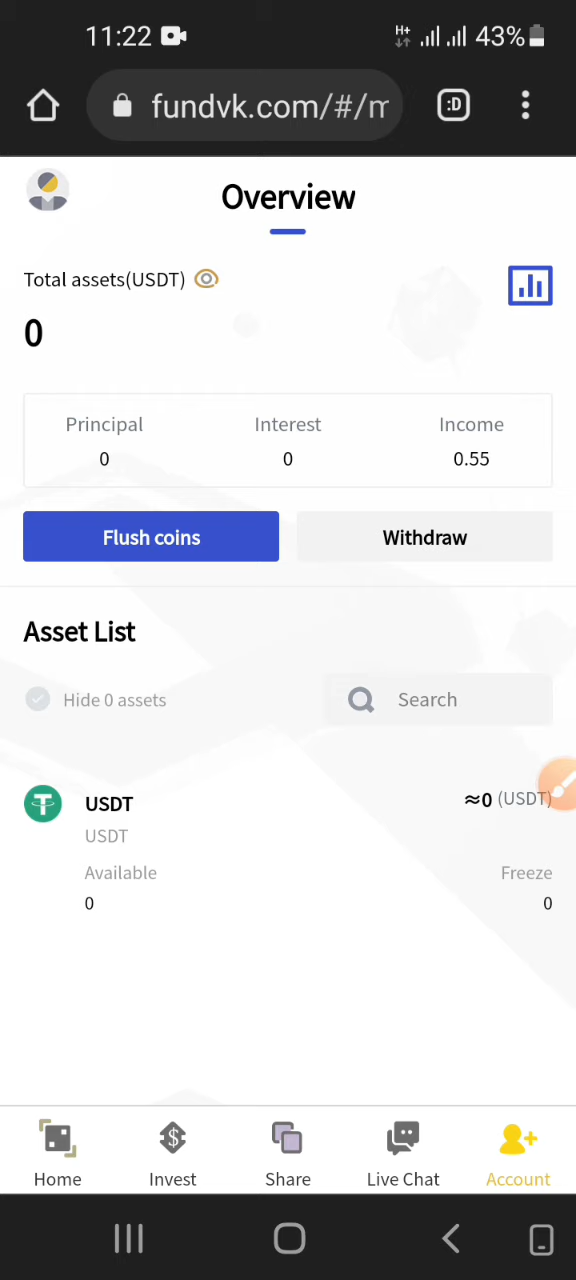 11:22 H+ 43%
fundvk.com/#/m :D
Overview
Total assets(USDT)
0
Principal Interest Income
0 0 0.55
Flush coins Withdraw
Asset List
Hide 0 assets Search
USDT ≈0 (USDT)
USDT
Available Freeze
0 0
Home Invest Share Live Chat Account